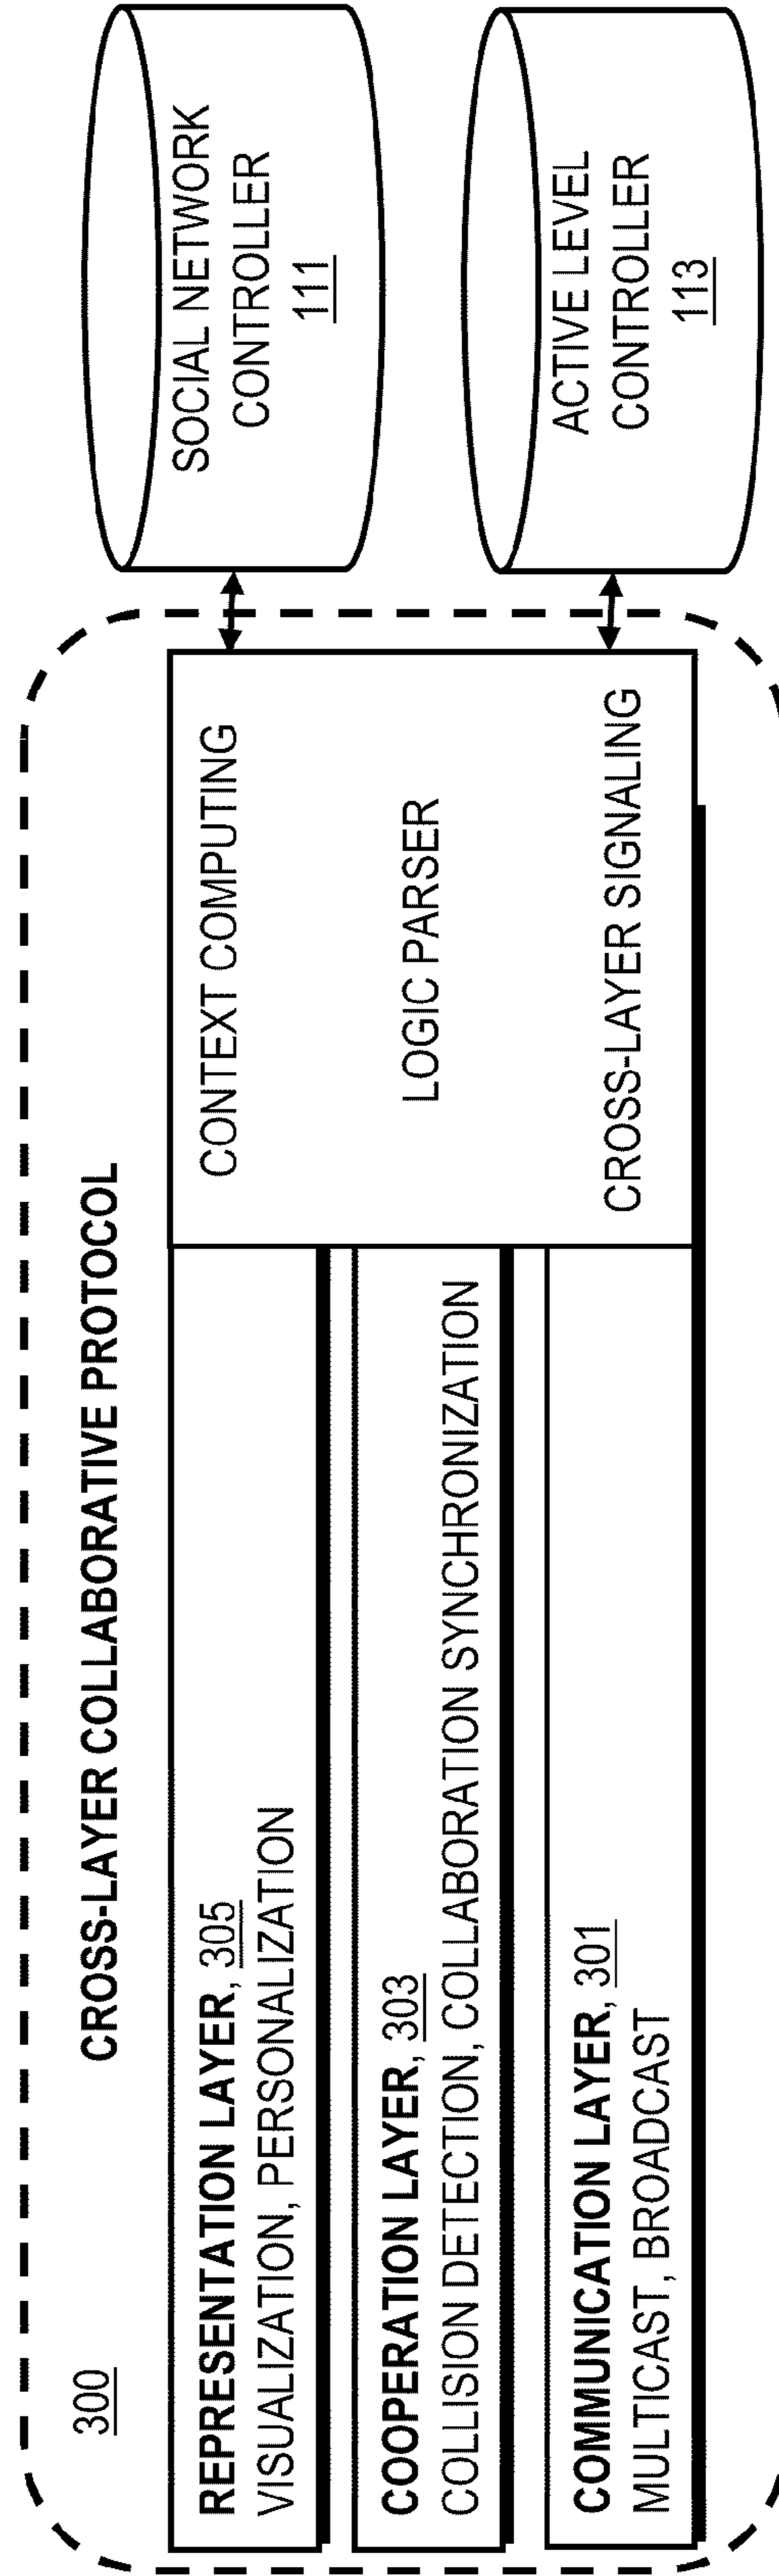 300
CROSS-LAYER COLLABORATIVE PROTOCOL
REPRESENTATION LAYER, 305
VISUALIZATION, PERSONALIZATION
COOPERATION LAYER, 303
COLLISION DETECTION, COLLABORATION SYNCHRONIZATION
COMMUNICATION LAYER, 301
MULTICAST, BROADCAST
CONTEXT COMPUTING
LOGIC PARSER
CROSS-LAYER SIGNALING
SOCIAL NETWORK
CONTROLLER
111
ACTIVE LEVEL
CONTROLLER
113